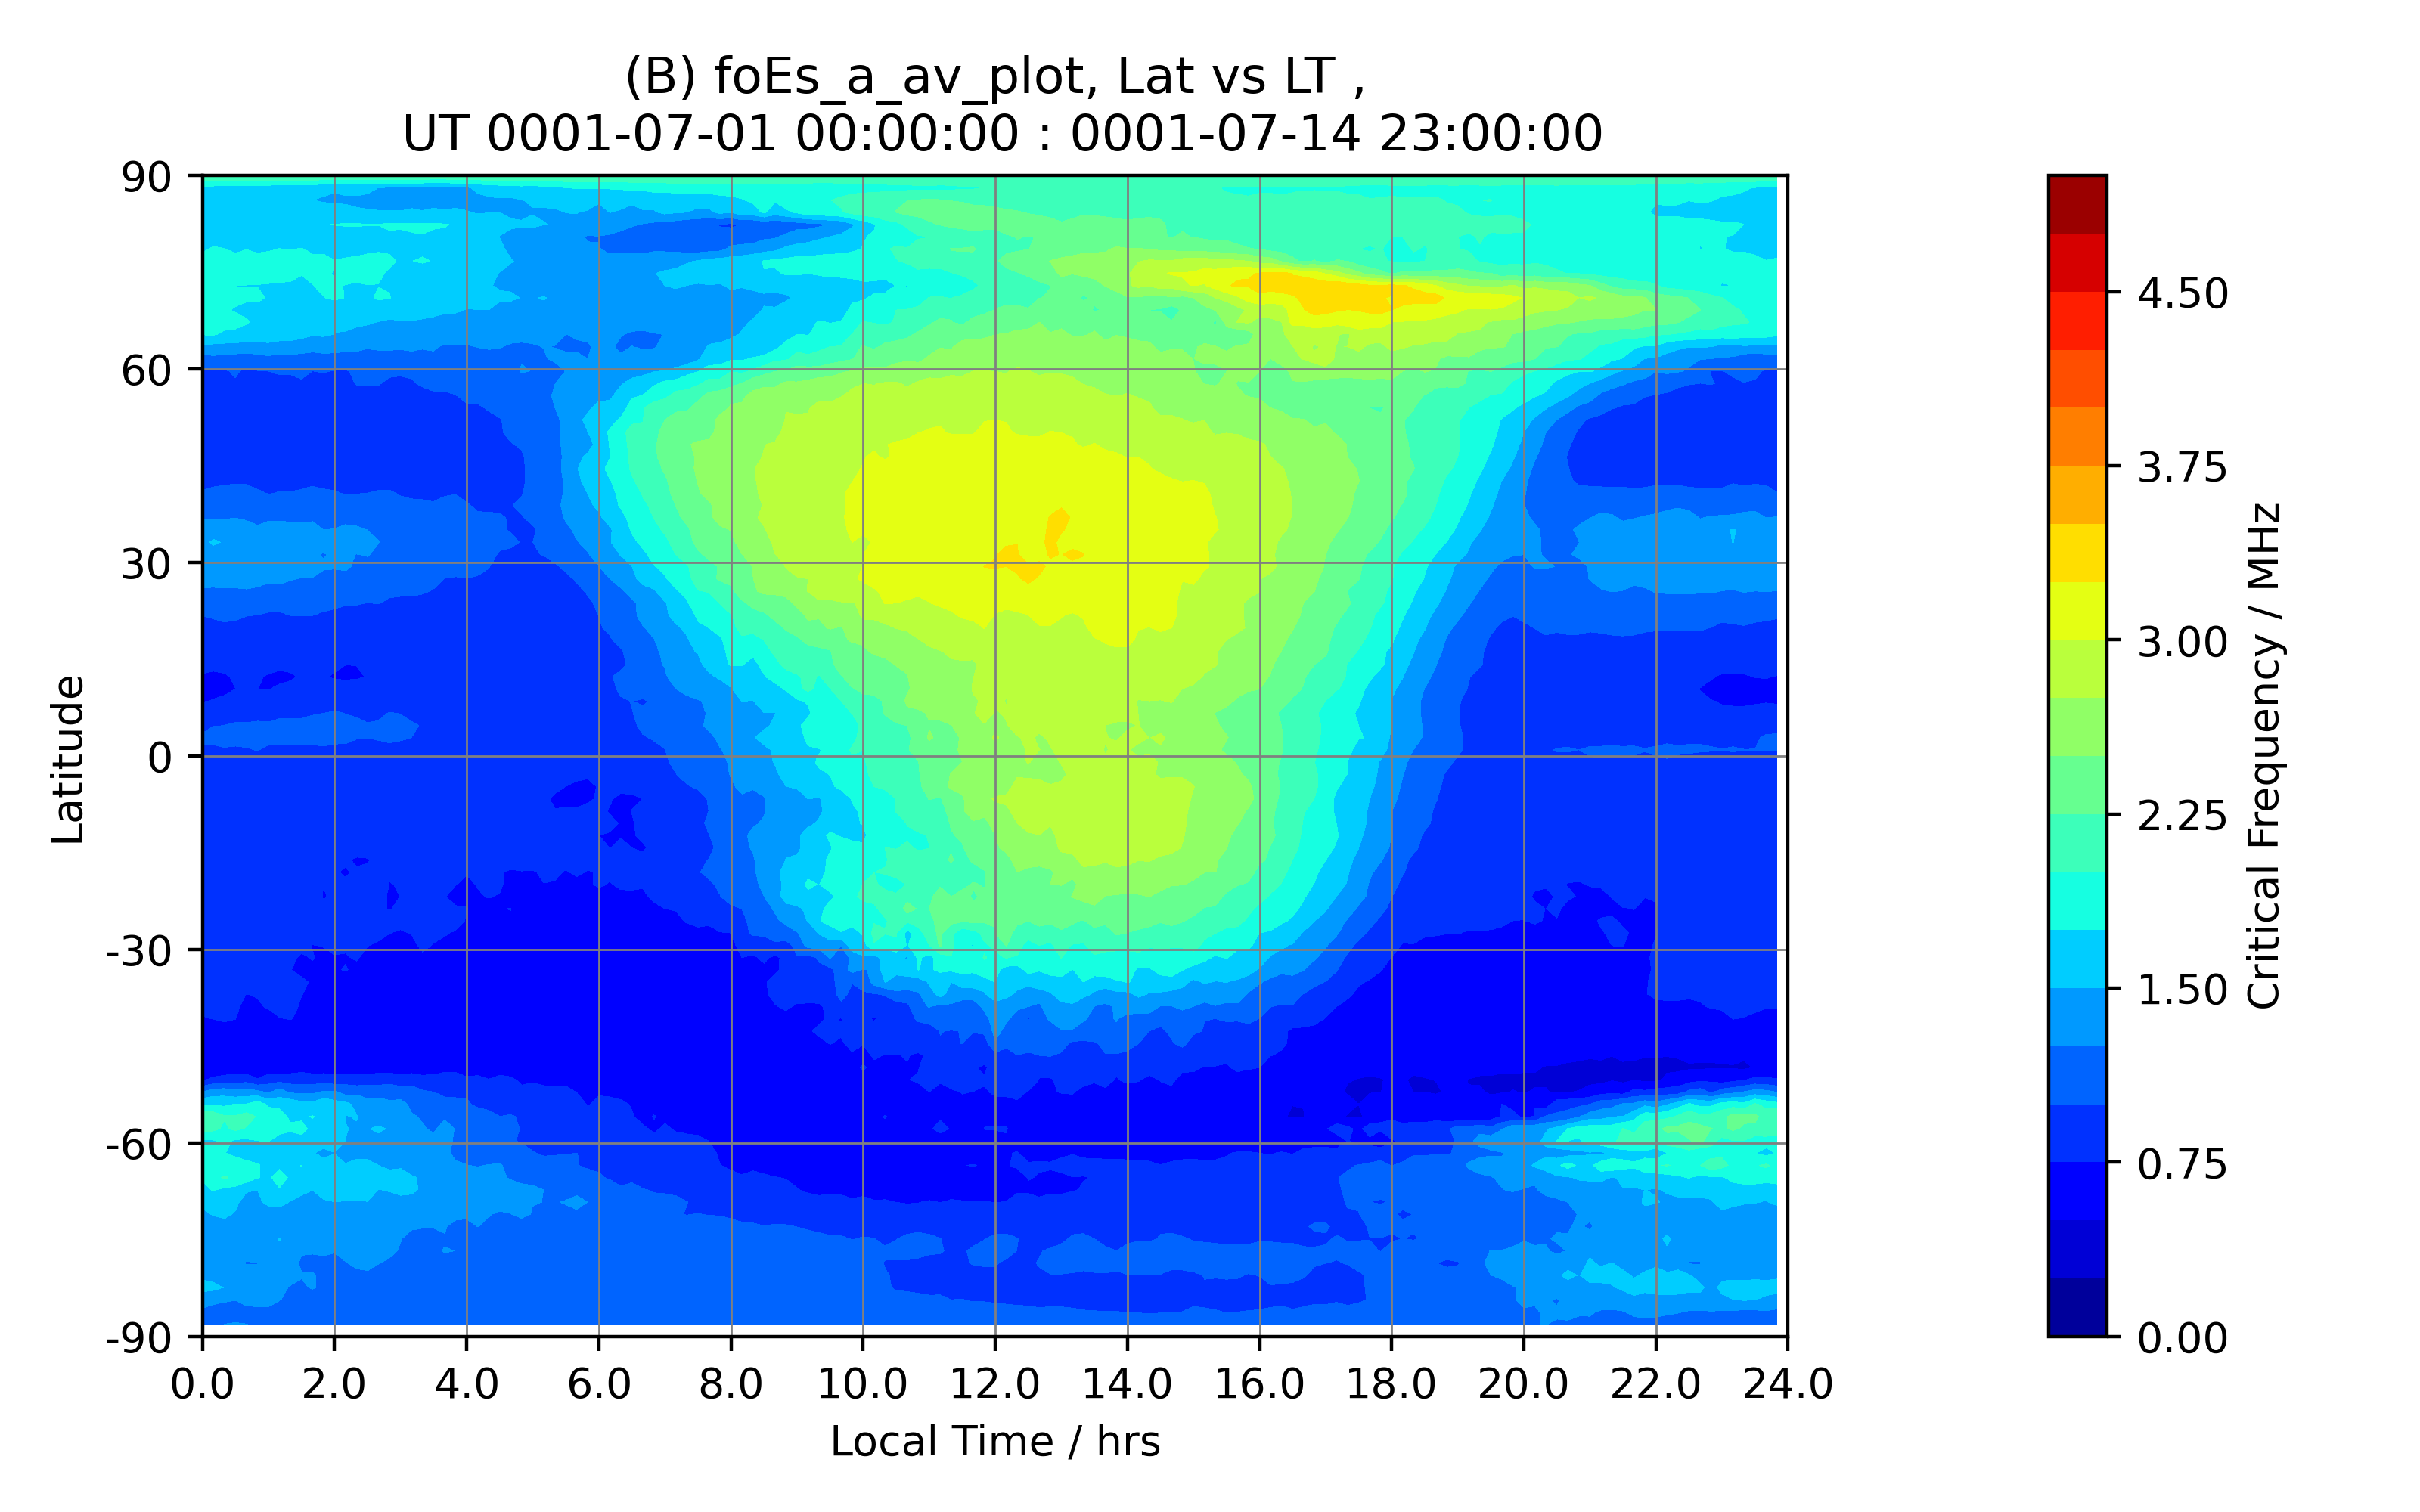 (B) foEs_a_av_plot, Lat vs LT ,
UT 0001-07-01 00:00:00 : 0001-07-14 23:00:00
90
60
30
0
-30
-60
-90
Latitude
0.0 2.0 4.0 6.0 8.0 10.0 12.0 14.0 16.0 18.0 20.0 22.0 24.0
Local Time / hrs
4.50
3.75
3.00
2.25
1.50
0.75
0.00
Critical Frequency / MHz